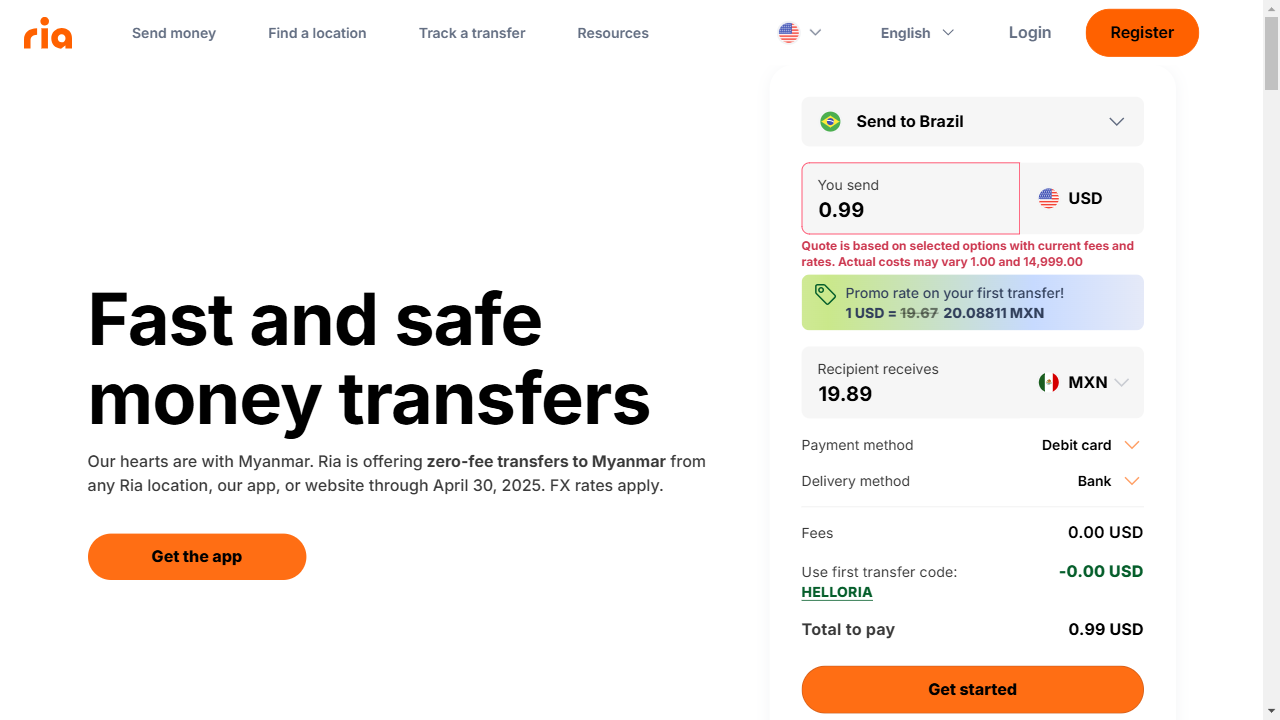 ria
Send money
Find a location
Track a transfer
Resources
English
Login
Register
Send to Brazil
You send
0.99
USD
Quote is based on selected options with current fees and
rates. Actual costs may vary 1.00 and 14,999.00
Promo rate on your first transfer!
1 USD = 19.67 20.08811 MXN
Recipient receives
19.89
MXN
Payment method
Debit card
Delivery method
Bank
Fees
0.00 USD
Use first transfer code:
HELLORIA
-0.00 USD
Total to pay
0.99 USD
Get started
Fast and safe
money transfers
Our hearts are with Myanmar. Ria is offering zero-fee transfers to Myanmar from
any Ria location, our app, or website through April 30, 2025. FX rates apply.
Get the app